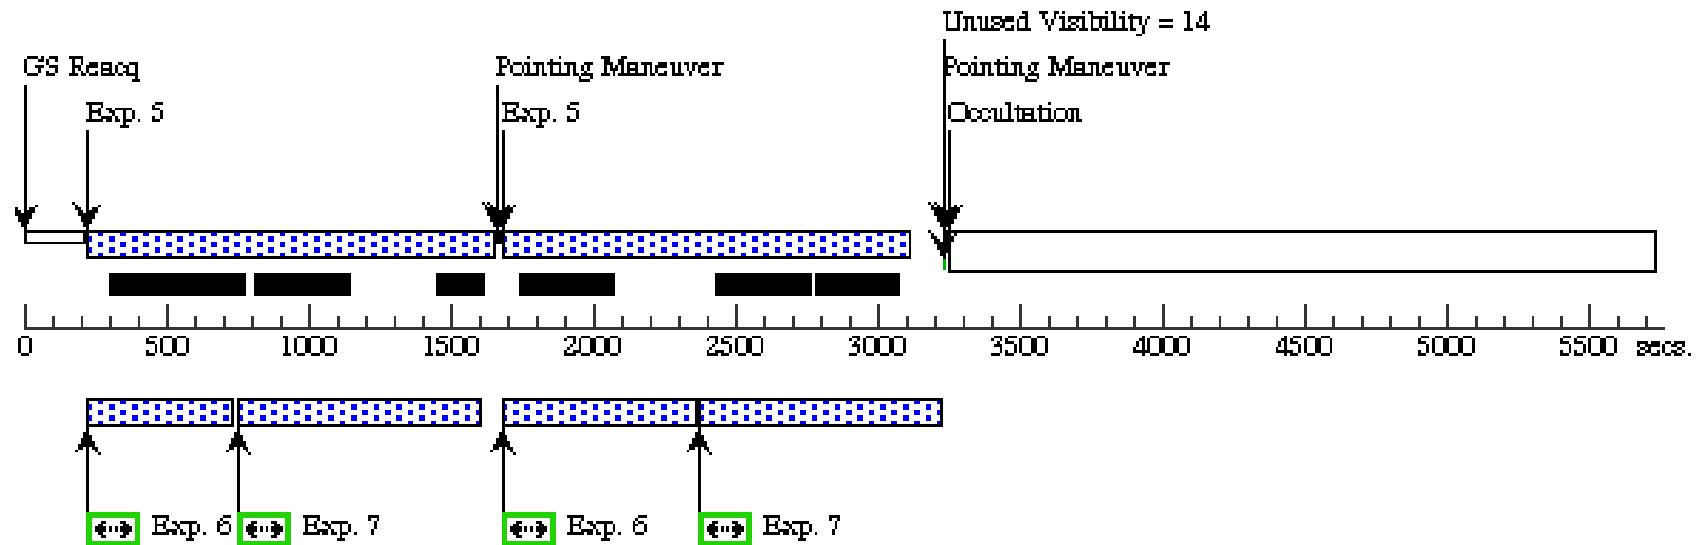 Unused Visibility = 14
GS Reacq
Pointing Maneuver
Pointing Maneuver
Exp. 5
Exp. 5
Occultation
0 500 1000 1500 2000 2500 3000 3500 4000 4500 5000 5500 secs.
Exp. 6
Exp. 7
Exp. 6
Exp. 7